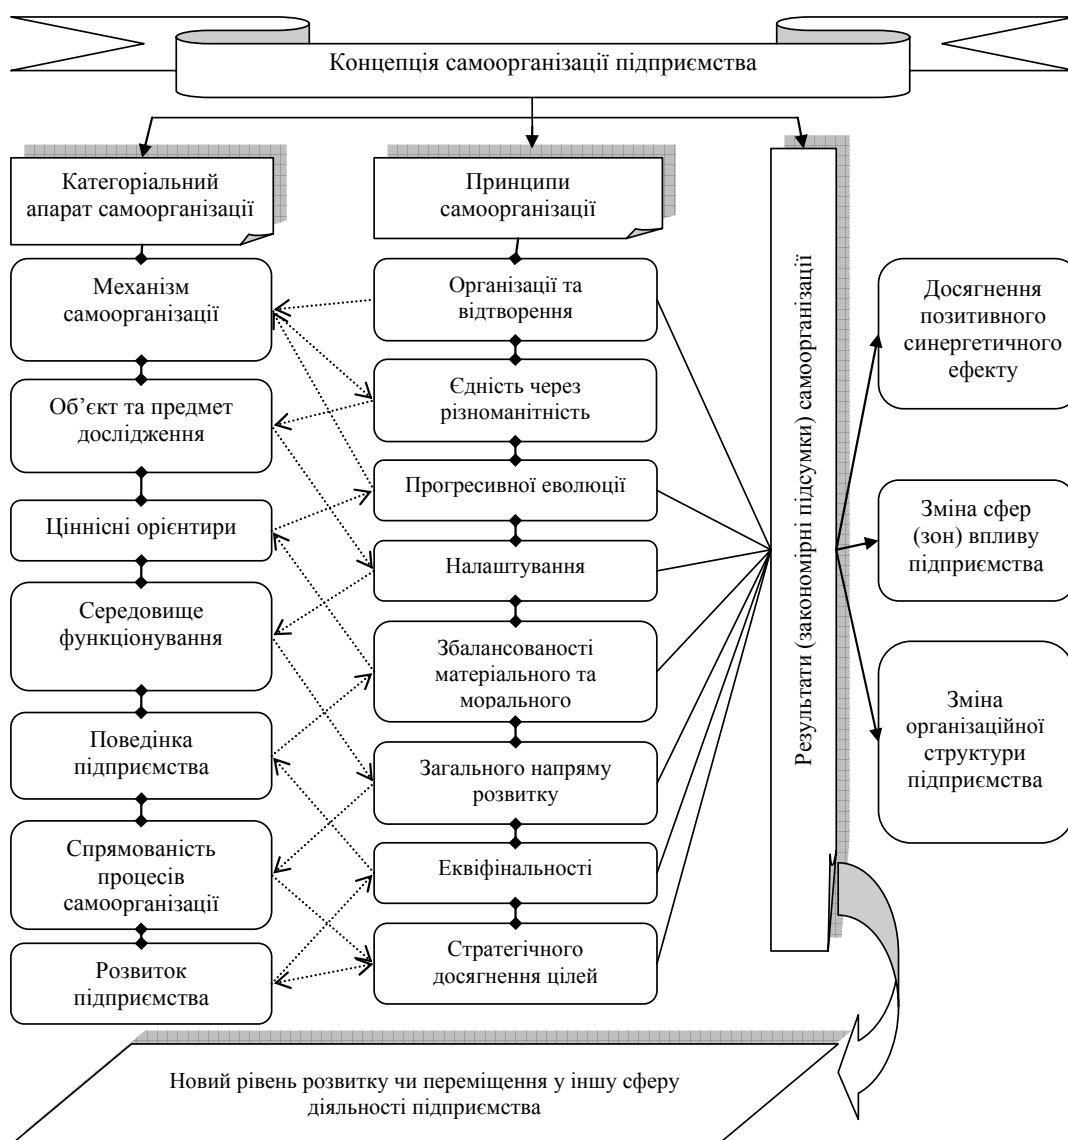 Концепція самоорганізації підприємства
Категоріальний
апарат самоорганізації
Механізм
самоорганізації
Об’єкт та предмет
дослідження
Ціннісні орієнтири
Середовище
функціонування
Поведінка
підприємства
Спрямованість
процесів
самоорганізації
Розвиток
підприємства
Принципи
самоорганізації
Організації та
відтворення
Єдність через
різноманітність
Прогресивної еволюції
Налаштування
Збалансованості
матеріального та
морального
Загального напряму
розвитку
Еквіфінальності
Стратегічного
досягнення цілей
Результати (закономірні підсумки) самоорганізації
Досягнення
позитивного
синергетичного
ефекту
Зміна сфер
(зон) впливу
підприємства
Зміна
організаційної
структури
підприємства
Новий рівень розвитку чи переміщення у іншу сферу
діяльності підприємства